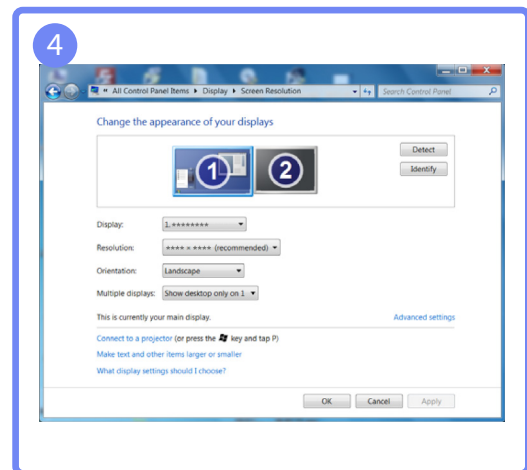 4
« All Control Panel Items ▸ Display ▸ Screen Resolution
Search Control Panel
Change the appearance of your displays
1
2
Detect
Identify
Display: 1.********
Resolution: **** × **** (recommended)
Orientation: Landscape
Multiple displays: Show desktop only on 1
This is currently your main display.
Advanced settings
Connect to a projector (or press the key and tap P)
Make text and other items larger or smaller
What display settings should I choose?
OK Cancel Apply